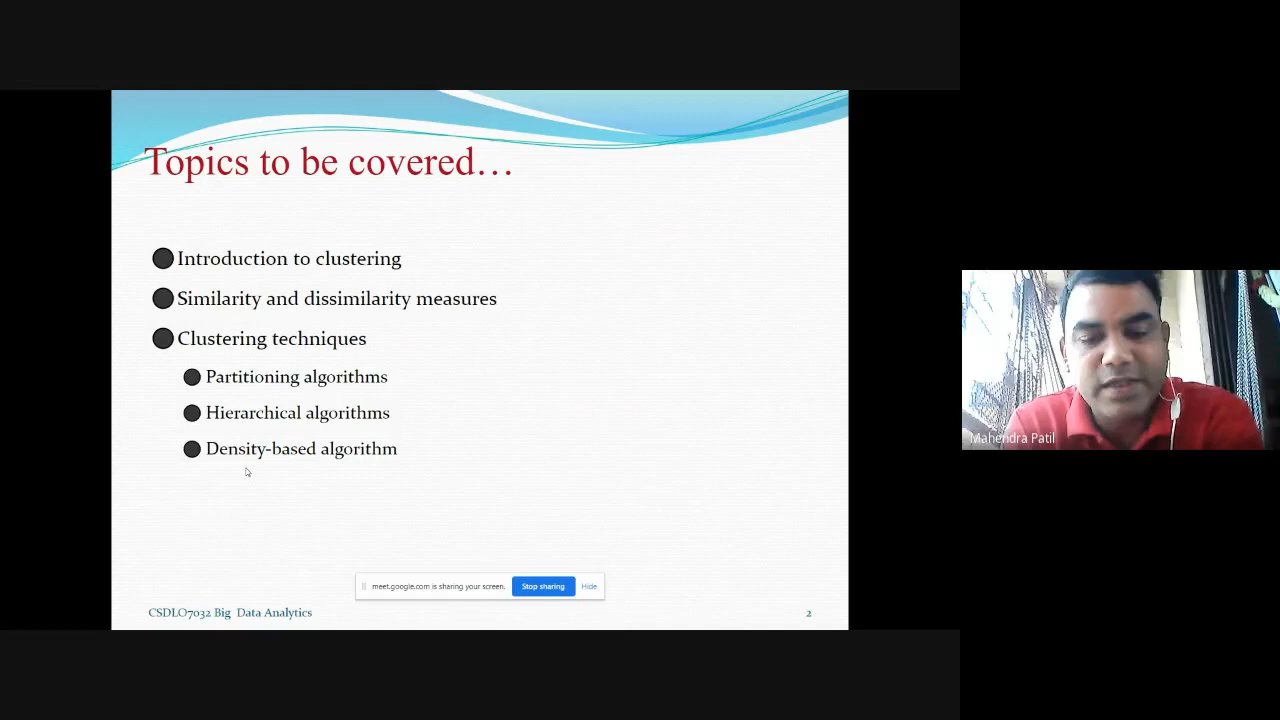 Topics to be covered…
Introduction to clustering
Similarity and dissimilarity measures
Clustering techniques
Partitioning algorithms
Hierarchical algorithms
Density-based algorithm
meet.google.com is sharing your screen. Stop sharing Hide
CSDLO7032 Big Data Analytics 2
Mahendra Patil